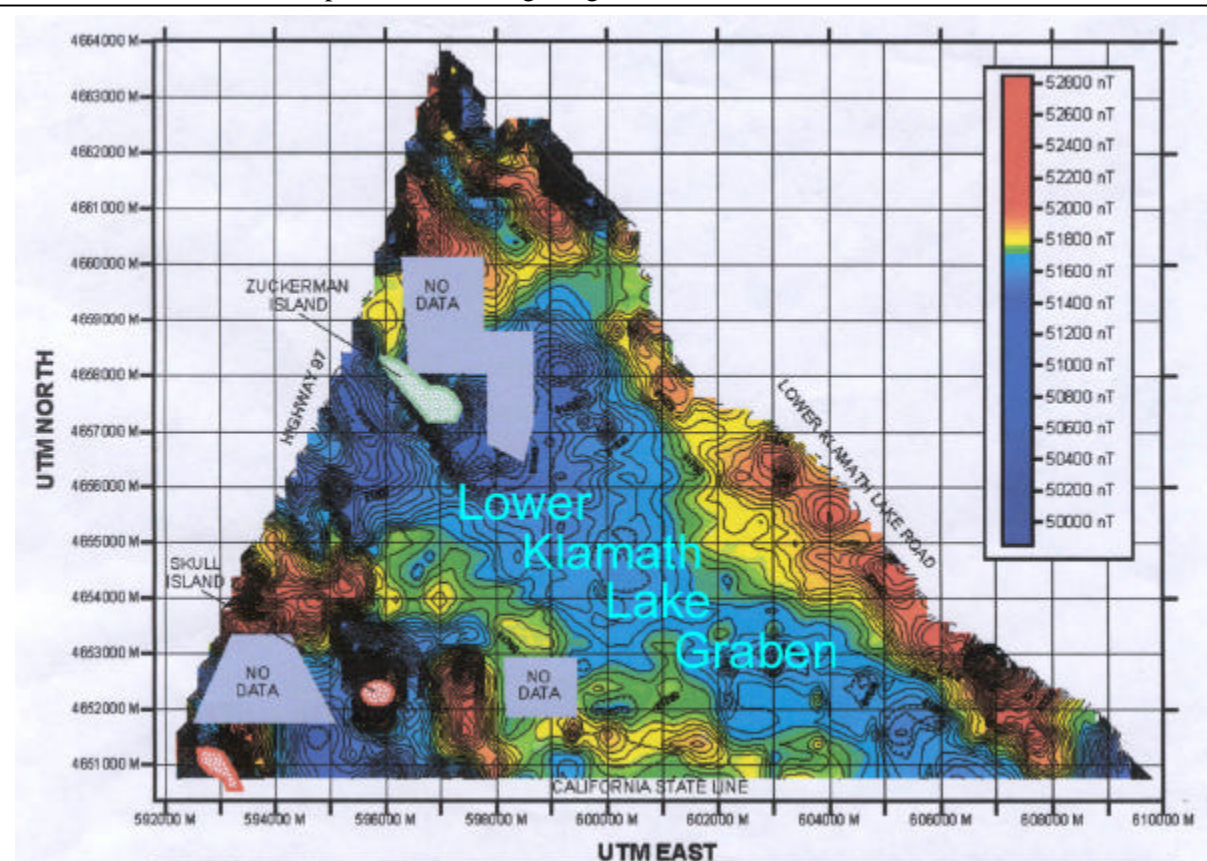 4664000 M
4663000 M
4662000 M
4661000 M
4660000 M
4659000 M
4658000 M
4657000 M
4656000 M
4655000 M
4654000 M
4653000 M
4652000 M
4651000 M
UTM NORTH
ZUCKERMAN
ISLAND
NO
DATA
HIGHWAY 97
LOWER KLAMATH LAKE ROAD
SKULL
ISLAND
NO
DATA
NO
DATA
Lower
Klamath
Lake
Graben
CALIFORNIA STATE LINE
52800 nT
52600 nT
52400 nT
52200 nT
52000 nT
51800 nT
51600 nT
51400 nT
51200 nT
51000 nT
50800 nT
50600 nT
50400 nT
50200 nT
50000 nT
592000 M
594000 M
596000 M
598000 M
600000 M
602000 M
604000 M
606000 M
608000 M
610000 M
UTM EAST